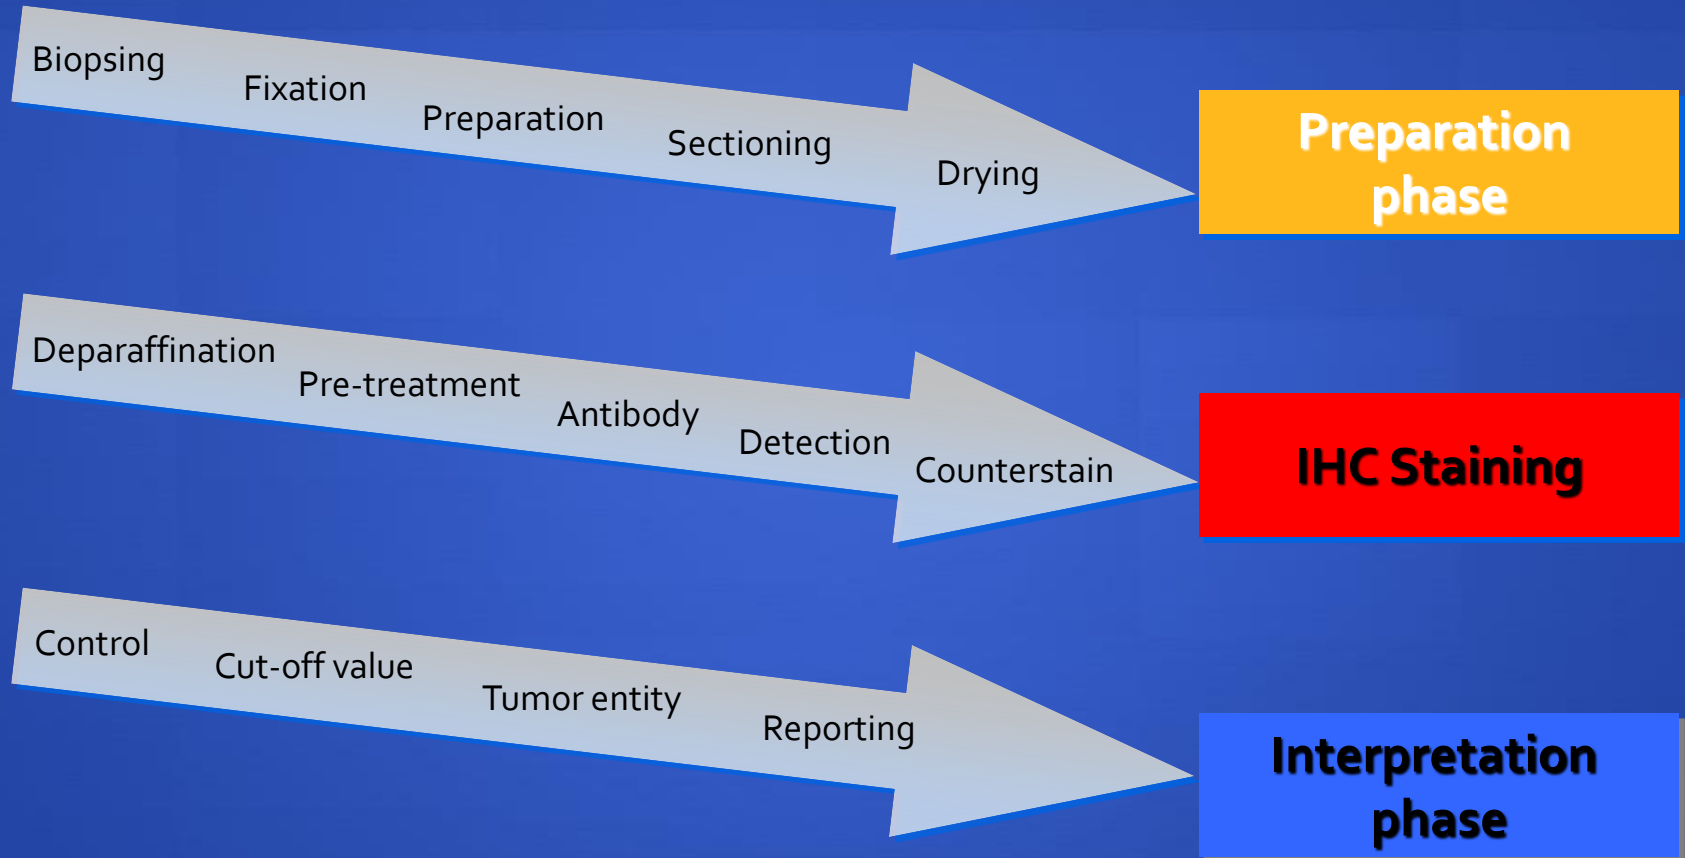 Biopsing
Fixation
Preparation
Sectioning
Drying
Preparation
phase
Deparaffination
Pre-treatment
Antibody
Detection
Counterstain
IHC Staining
Control
Cut-off value
Tumor entity
Reporting
Interpretation
phase